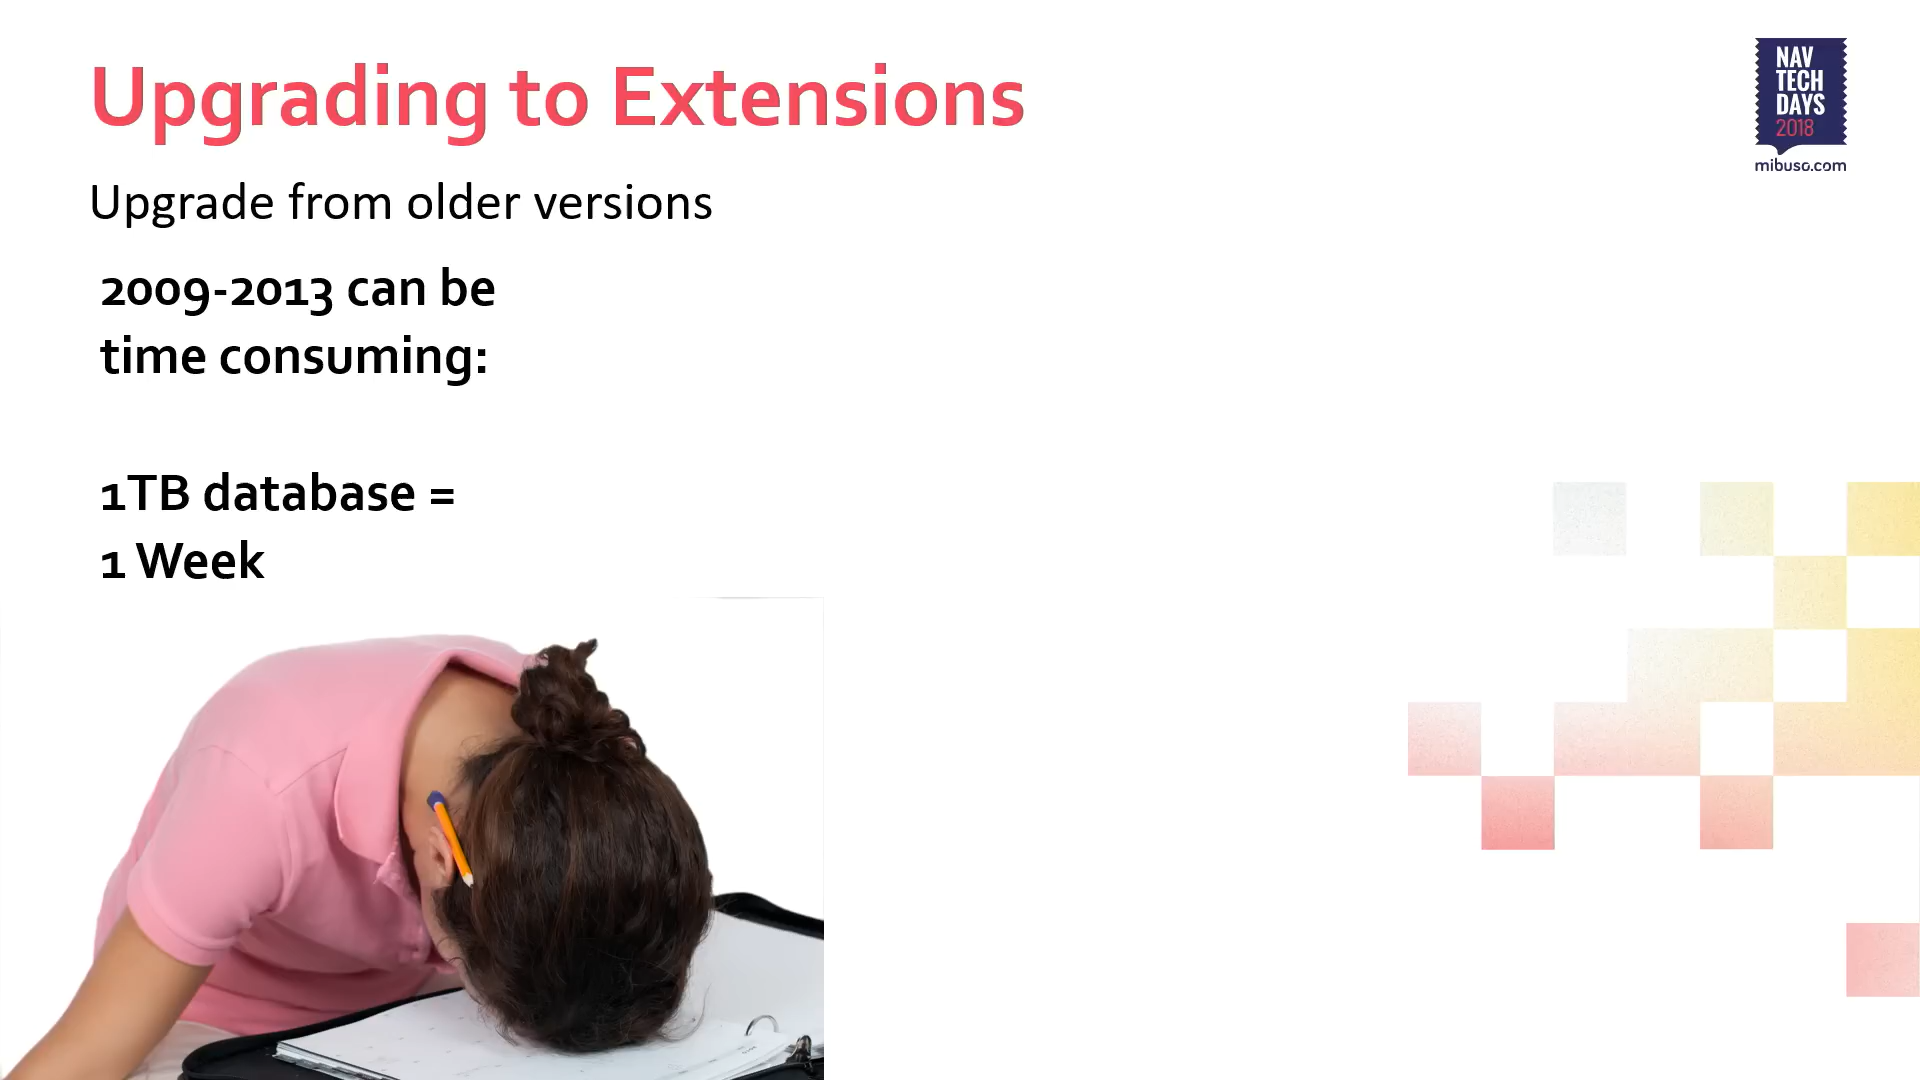 Upgrading to Extensions
NAV
TECH
DAYS
2018
mibuso.com
Upgrade from older versions
2009-2013 can be
time consuming:
1TB database =
1 Week